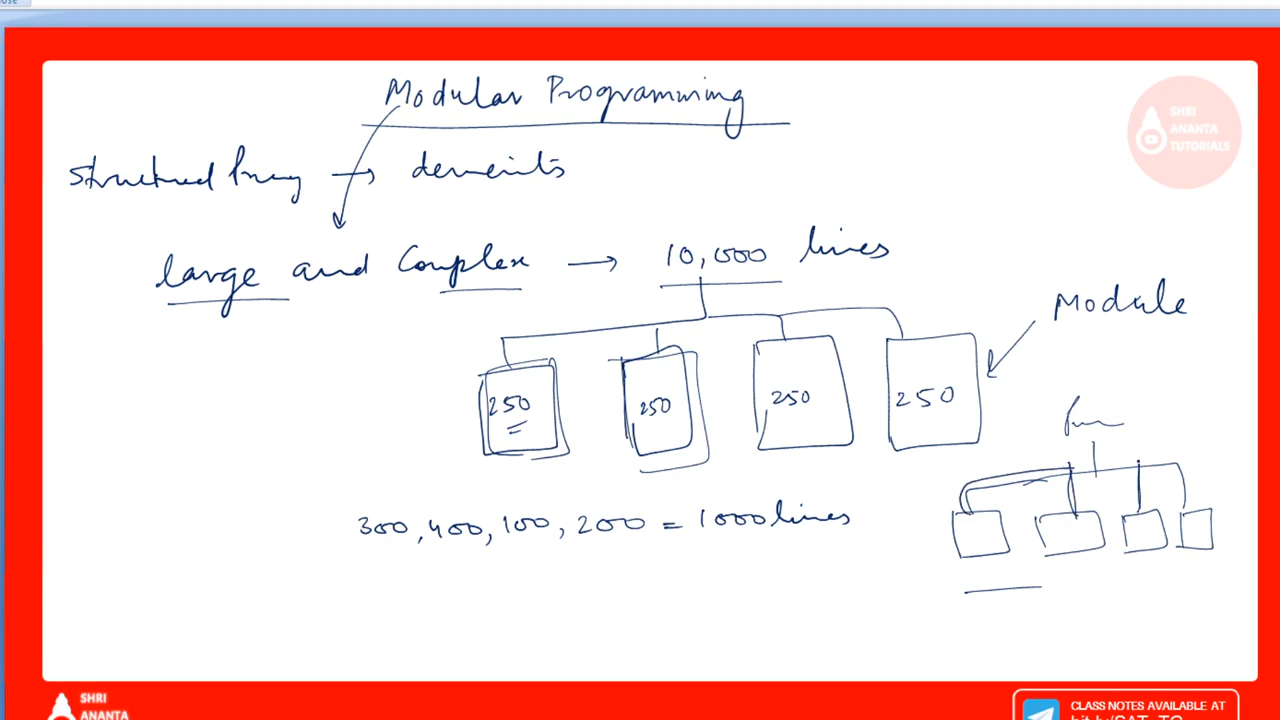 Modular Programming
SHRI
ANANTA
TUTORIALS
structured → demerits
large and Complex → 10,000 lines
Module
250 250 250 250
300, 400, 100, 200 = 1000 lines
SHRI
ANANTA
CLASS NOTES AVAILABLE AT